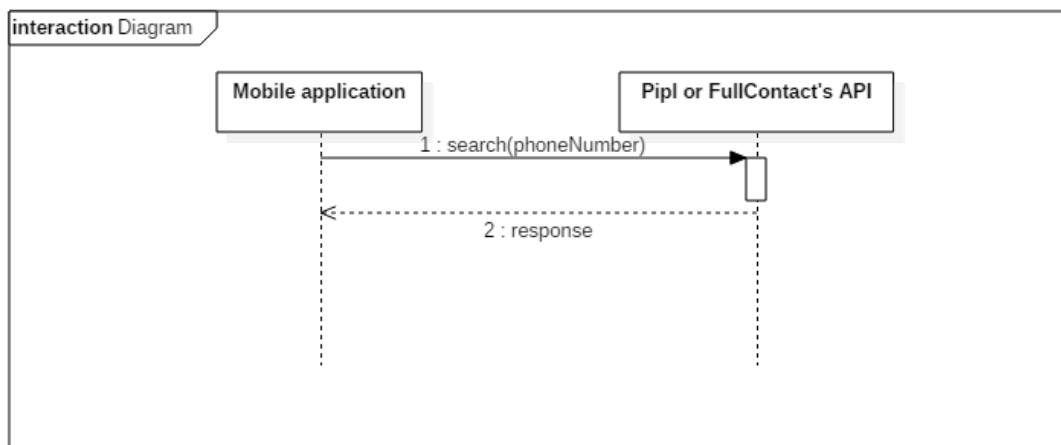 interaction Diagram
Mobile application
Pipl or FullContact's API
1 : search(phoneNumber)
2 : response